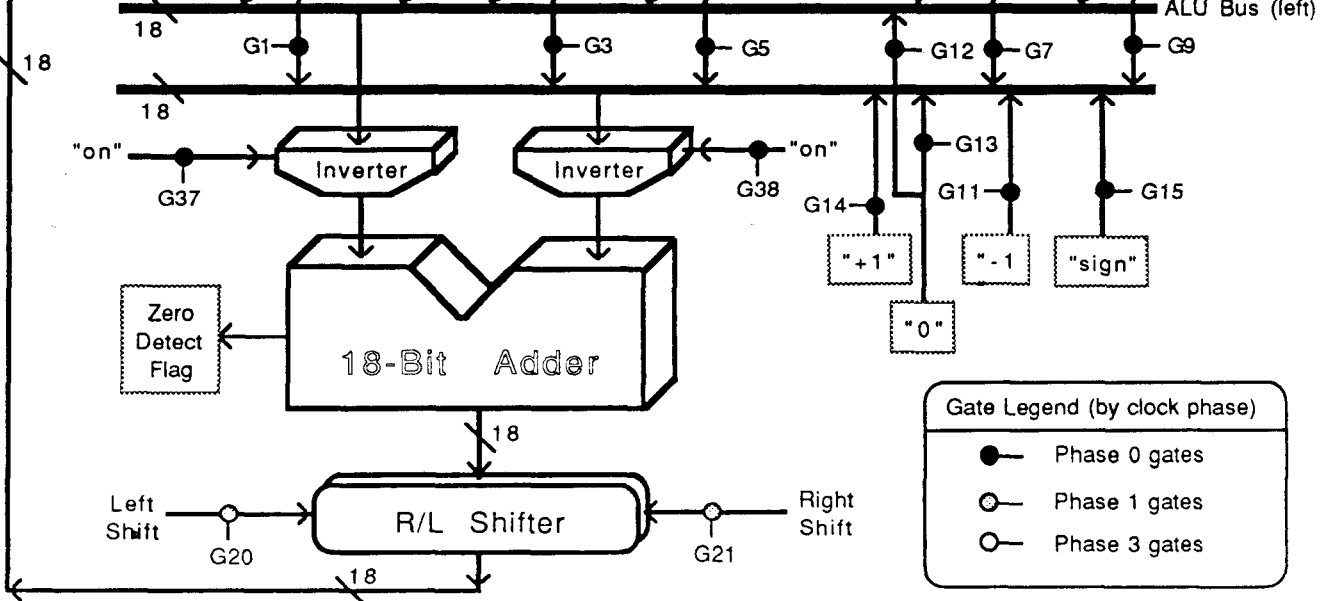 ALU Bus (left)
18
18
G1
G3
G5
G12
G7
G9
18
"on"
G37
Inverter
Inverter
"on"
G38
G13
G14
G11
G15
"+1"
"-1
"sign"
"0"
Zero
Detect
Flag
18-Bit Adder
18
Left
Shift
G20
R/L Shifter
Right
Shift
G21
18
Gate Legend (by clock phase)
Phase 0 gates
Phase 1 gates
Phase 3 gates